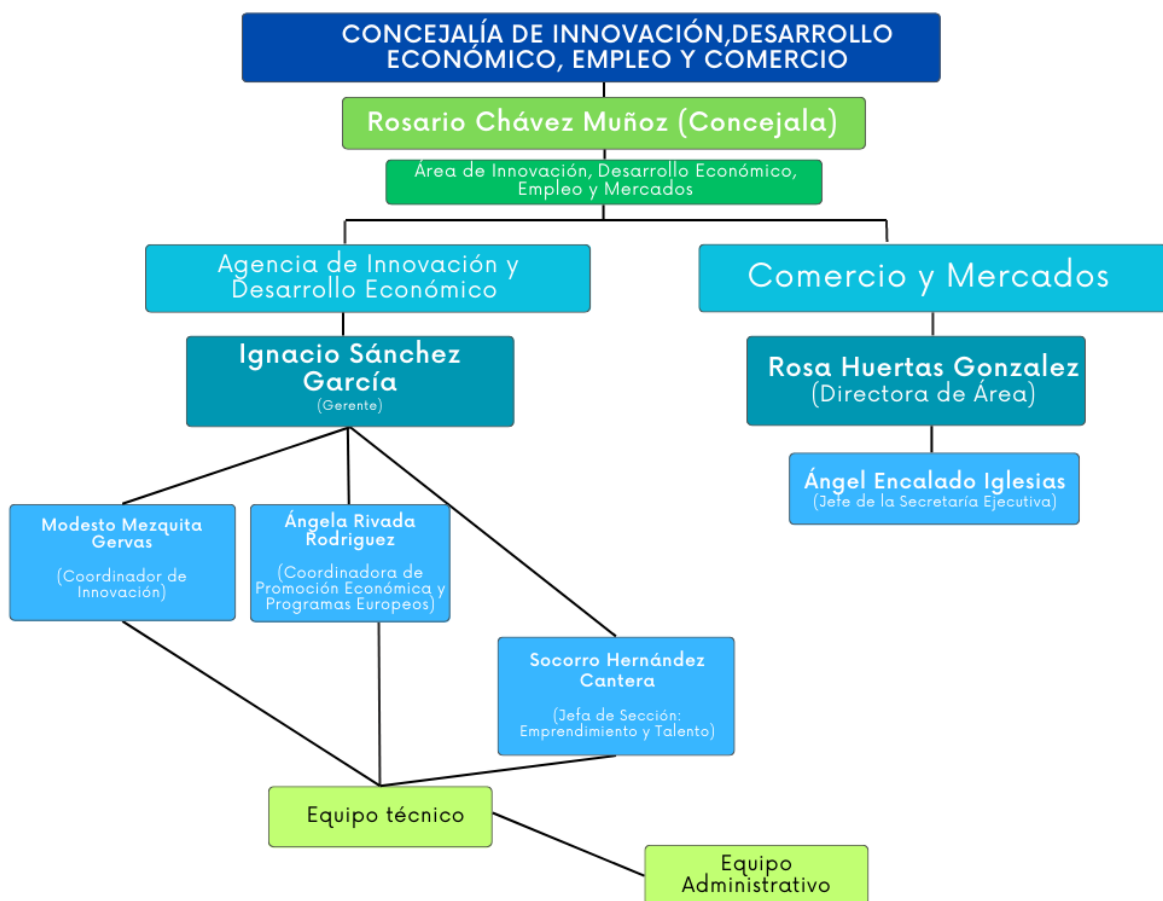 CONCEJALÍA DE INNOVACIÓN,DESARROLLO
ECONÓMICO, EMPLEO Y COMERCIO
Rosario Chávez Muñoz (Concejala)
Área de Innovación, Desarrollo Económico,
Empleo y Mercados
Agencia de Innovación y
Desarrollo Económico
Comercio y Mercados
Ignacio Sánchez
García
(Gerente)
Rosa Huertas Gonzalez
(Directora de Área)
Ángel Encalado Iglesias
(Jefe de la Secretaría Ejecutiva)
Modesto Mezquita
Gervas
(Coordinador de
Innovación)
Ángela Rivada
Rodriguez
(Coordinadora de
Promoción Económica y
Programas Europeos)
Socorro Hernández
Cantera
(Jefa de Sección:
Emprendimiento y Talento)
Equipo técnico
Equipo
Administrativo